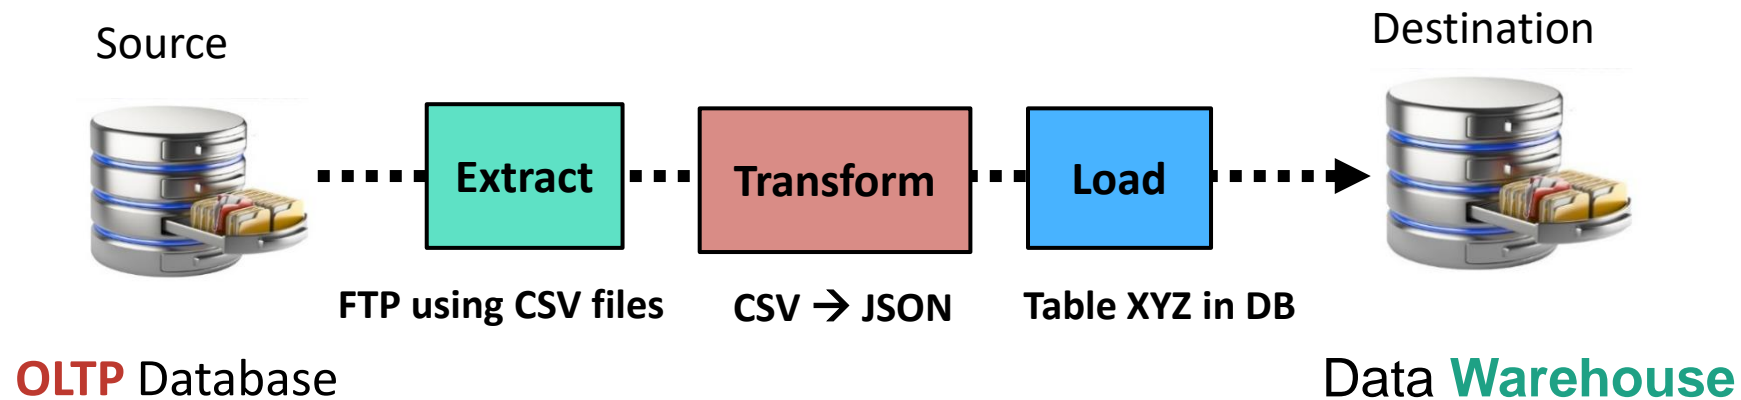 Source
Destination
Extract
Transform
Load
FTP using CSV files
CSV → JSON
Table XYZ in DB
OLTP Database
Data Warehouse